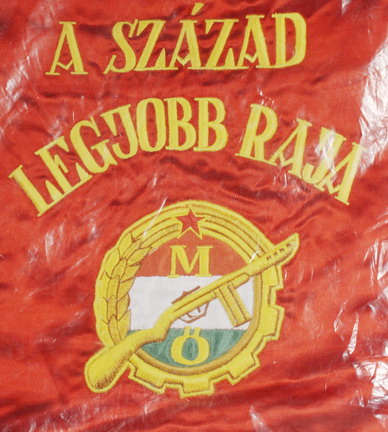 A SZÁZAD
LEGJOBB RAJA
M
Ö